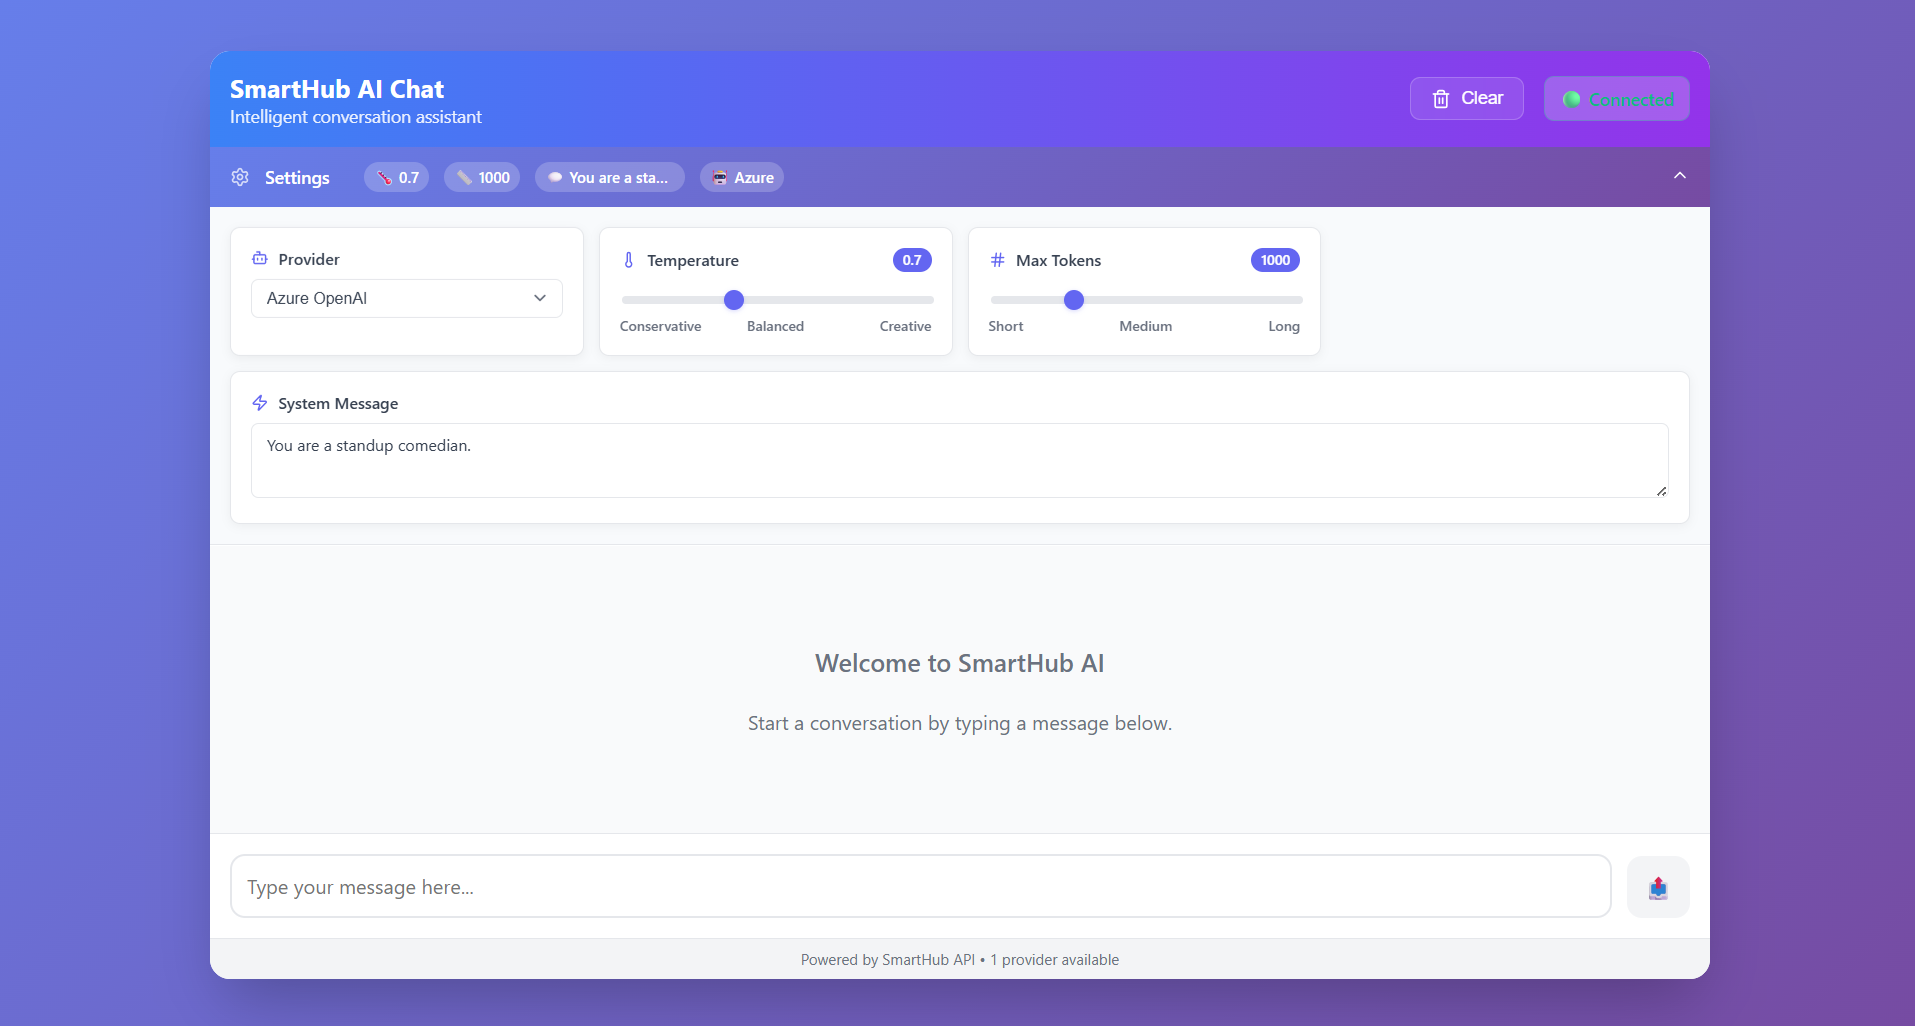 SmartHub AI Chat
Intelligent conversation assistant
Clear
Connected
Settings
0.7
1000
You are a sta...
Azure
Provider
Azure OpenAI
Temperature
0.7
Conservative Balanced Creative
Max Tokens
1000
Short Medium Long
System Message
You are a standup comedian.
Welcome to SmartHub AI
Start a conversation by typing a message below.
Type your message here...
Powered by SmartHub API • 1 provider available